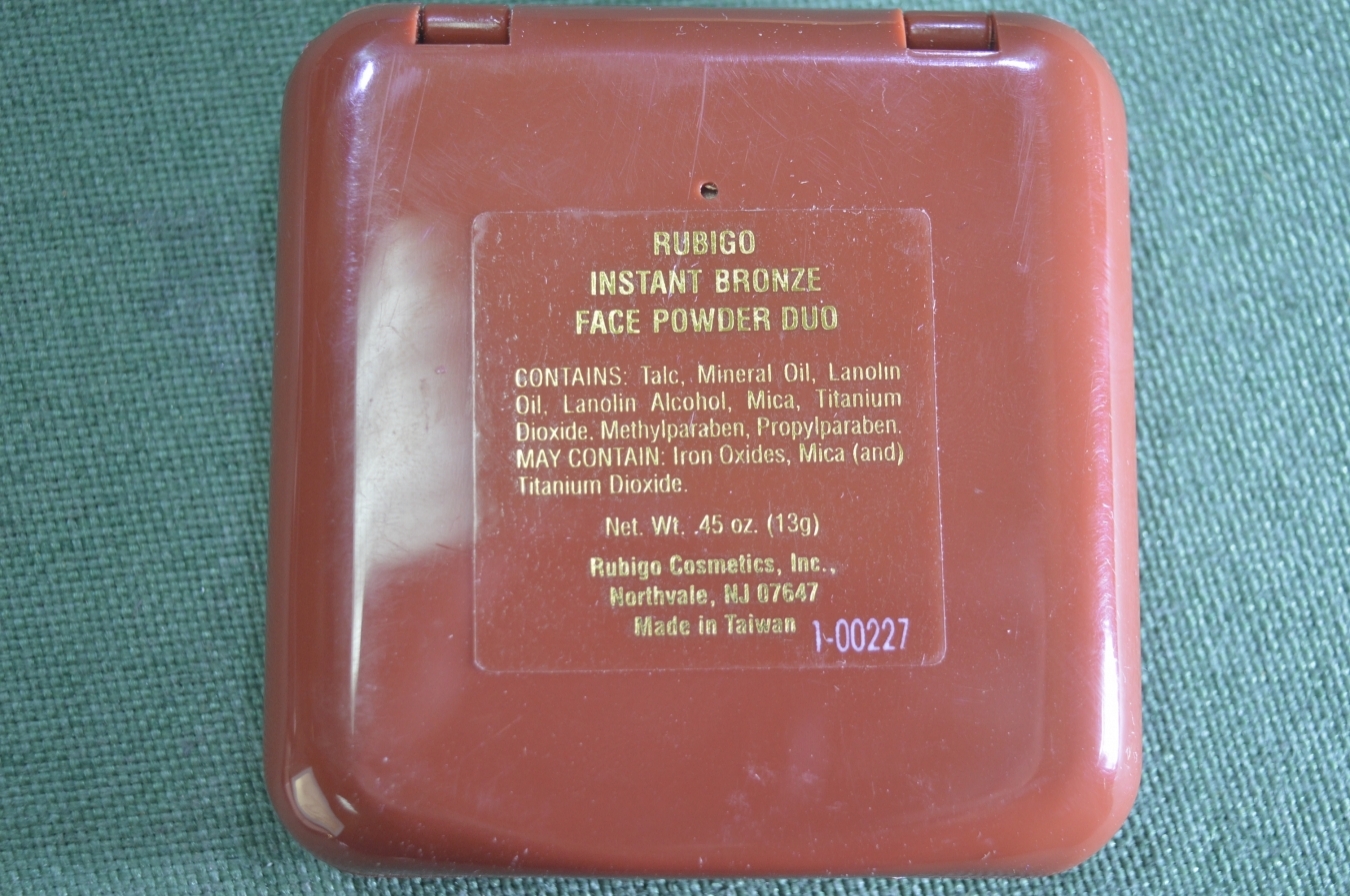 RUBIGO
INSTANT BRONZE
FACE POWDER DUO
CONTAINS: Talc, Mineral Oil, Lanolin
Oil, Lanolin Alcohol, Mica, Titanium
Dioxide. Methylparaben, Propylparaben.
MAY CONTAIN: Iron Oxides, Mica (and)
Titanium Dioxide.
Net. Wt. .45 oz. (13g)
Rubigo Cosmetics, Inc.,
Northvale, NJ 07647
Made in Taiwan
1-00227